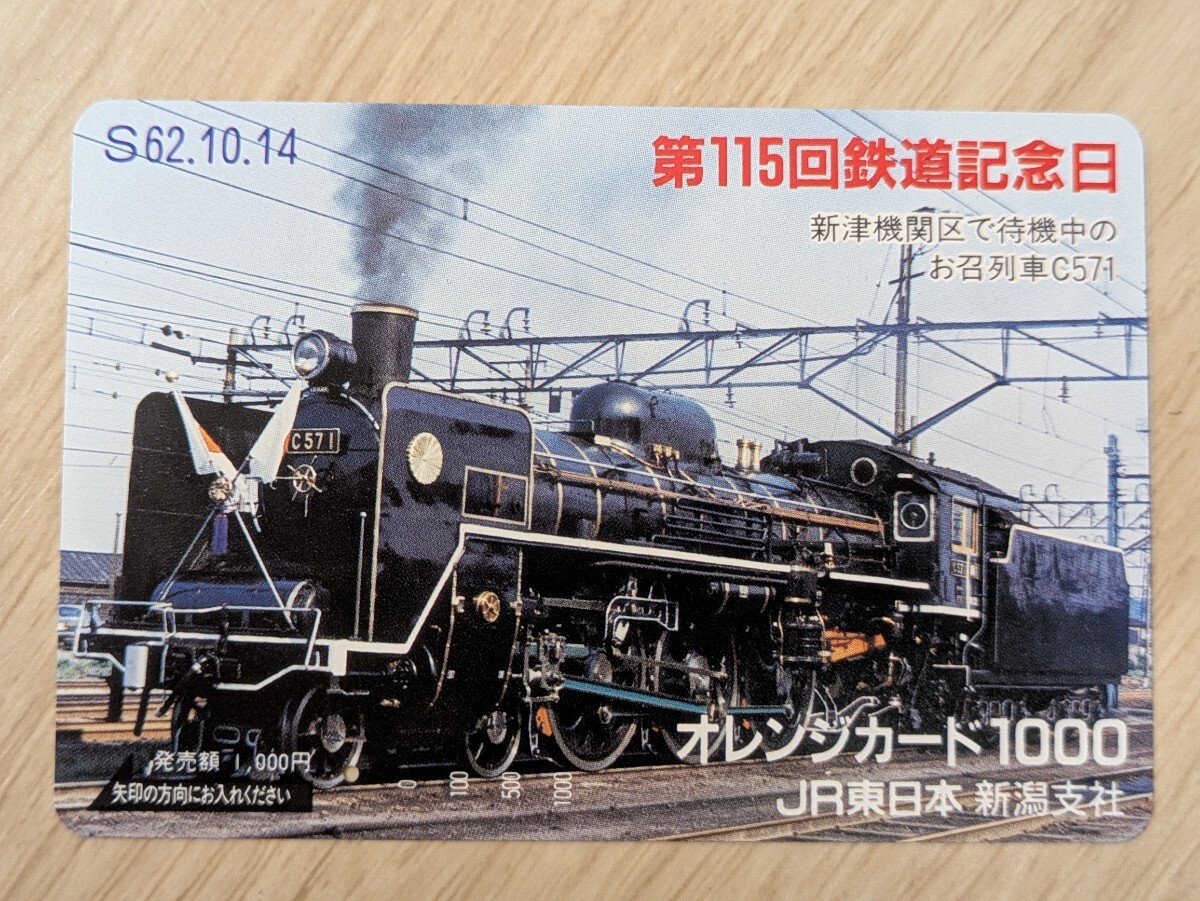 S62.10.14
第115回鉄道記念日
新津機関区で待機中の
お召列車C571
C571
オレンジカード1000
発売額 1,000円
矢印の方向にお入れください
0 100 500 1000
JR東日本 新潟支社